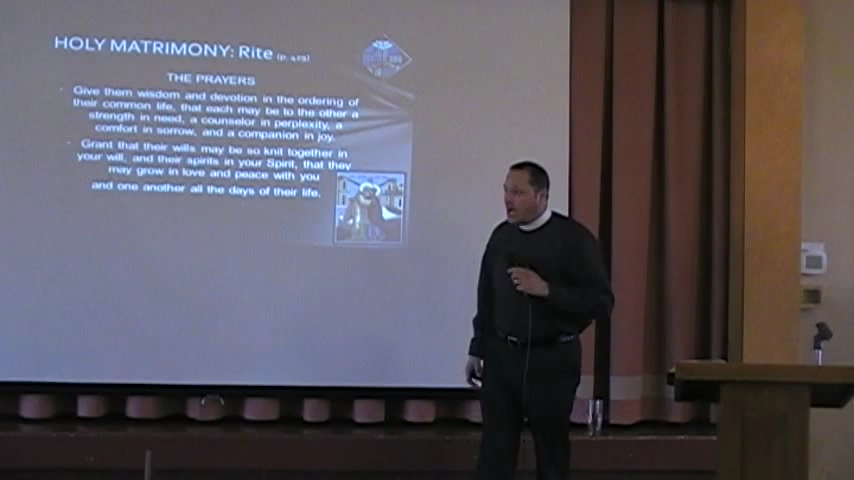 HOLY MATRIMONY: Rite (p. 429)
THE PRAYERS
Give them wisdom and devotion in the ordering of
their common life, that each may be to the other a
strength in need, a counselor in perplexity, a
comfort in sorrow, and a companion in joy.
Grant that their wills may be so knit together in
your will, and their spirits in your Spirit, that they
may grow in love and peace with you
and one another all the days of their life.